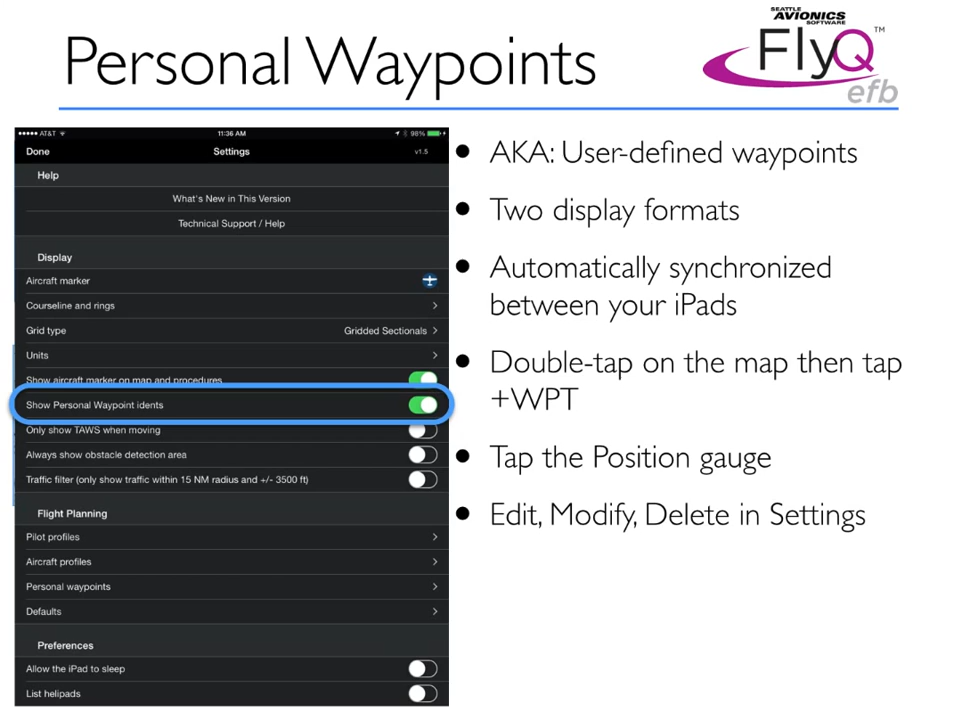 Personal Waypoints
SEATTLE
AVIONICS
SOFTWARE
FlyQ™
efb
AT&T 11:36 AM 98%
Done Settings v1.5
Help
What's New in This Version
Technical Support / Help
Display
Aircraft marker
Courseline and rings
Grid type Gridded Sectionals
Units
Show aircraft marker on map and procedures
Show Personal Waypoint idents
Only show TAWS when moving
Always show obstacle detection area
Traffic filter (only show traffic within 15 NM radius and +/- 3500 ft)
Flight Planning
Pilot profiles
Aircraft profiles
Personal waypoints
Defaults
Preferences
Allow the iPad to sleep
List helipads
• AKA: User-defined waypoints
• Two display formats
• Automatically synchronized
between your iPads
• Double-tap on the map then tap
+WPT
• Tap the Position gauge
• Edit, Modify, Delete in Settings